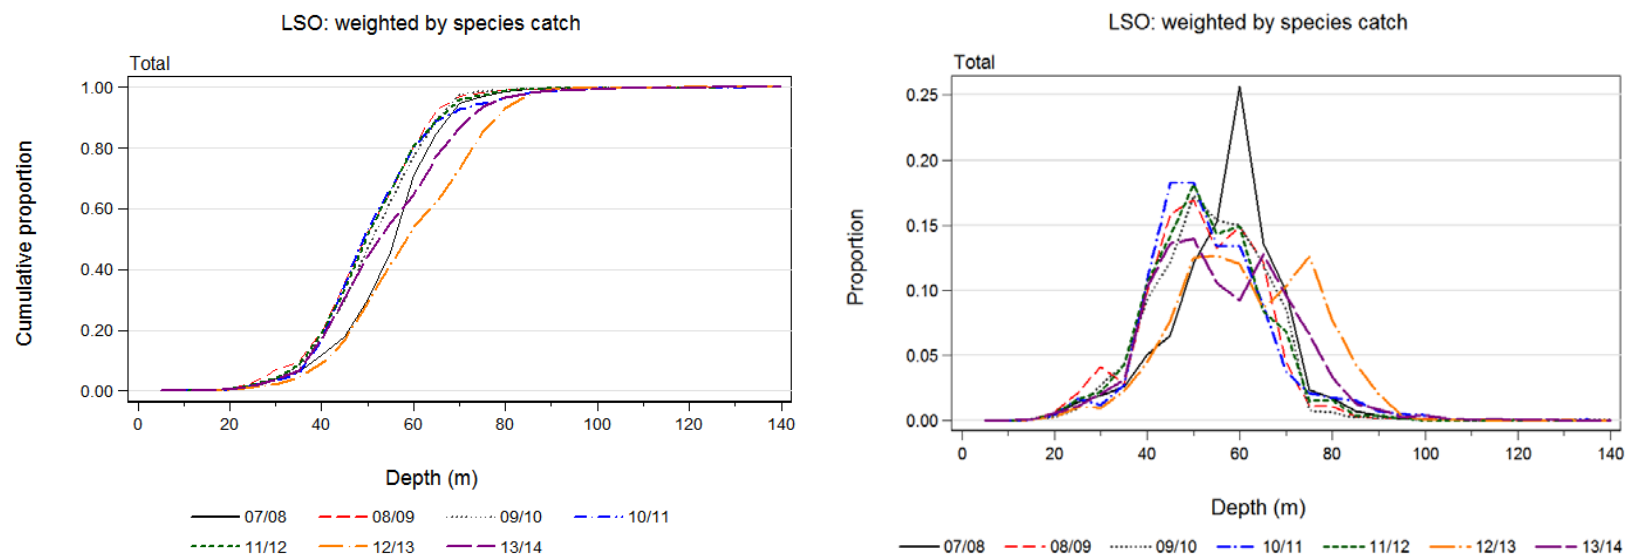 LSO: weighted by species catch
Total
1.00
0.80
0.60
0.40
0.20
0.00
Cumulative proportion
0 20 40 60 80 100 120 140
Depth (m)
07/08 08/09 09/10 10/11
11/12 12/13 13/14
LSO: weighted by species catch
Total
0.25
0.20
0.15
0.10
0.05
0.00
Proportion
0 20 40 60 80 100 120 140
Depth (m)
07/08 08/09 09/10 10/11 11/12 12/13 13/14